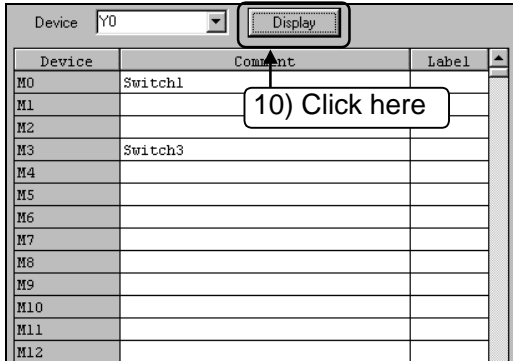 Device Y0 Display
Device Comment Label
M0 Switch1
10) Click here
M1
M2
M3 Switch3
M4
M5
M6
M7
M8
M9
M10
M11
M12